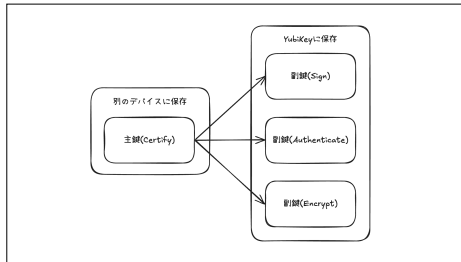 YubiKeyに保存
副鍵(Sign)
別のデバイスに保存
主鍵(Certify)
副鍵(Authenticate)
副鍵(Encrypt)